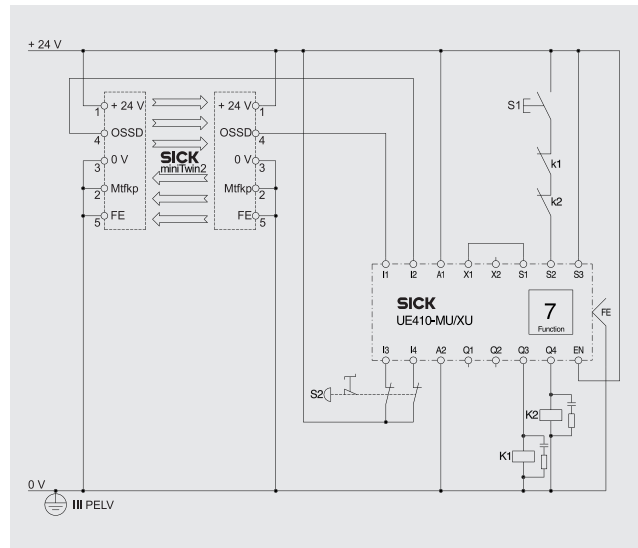 + 24 V
1 + 24 V
+ 24 V 1
4 OSSD
OSSD 4
3 0 V
0 V 3
SICK
miniTwin2
2 Mtfkp
Mtfkp 2
5 FE
FE 5
S1
k1
k2
I1 I2 A1 X1 X2 S1 S2 S3
SICK
UE410-MU/XU
7
Function
FE
I3 I4 A2 Q1 Q2 Q3 Q4 EN
S2
K2
K1
0 V
III PELV